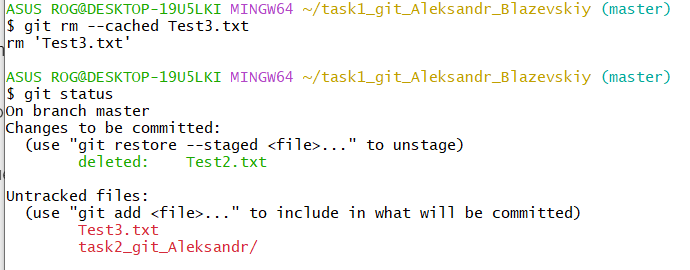 ASUS ROG@DESKTOP-19U5LKI MINGW64 ~/task1_git_Aleksandr_Blazevskiy (master)
$ git rm --cached Test3.txt
rm 'Test3.txt'

ASUS ROG@DESKTOP-19U5LKI MINGW64 ~/task1_git_Aleksandr_Blazevskiy (master)
$ git status
On branch master
Changes to be committed:
  (use "git restore --staged <file>..." to unstage)
        deleted:    Test2.txt

Untracked files:
  (use "git add <file>..." to include in what will be committed)
        Test3.txt
        task2_git_Aleksandr/